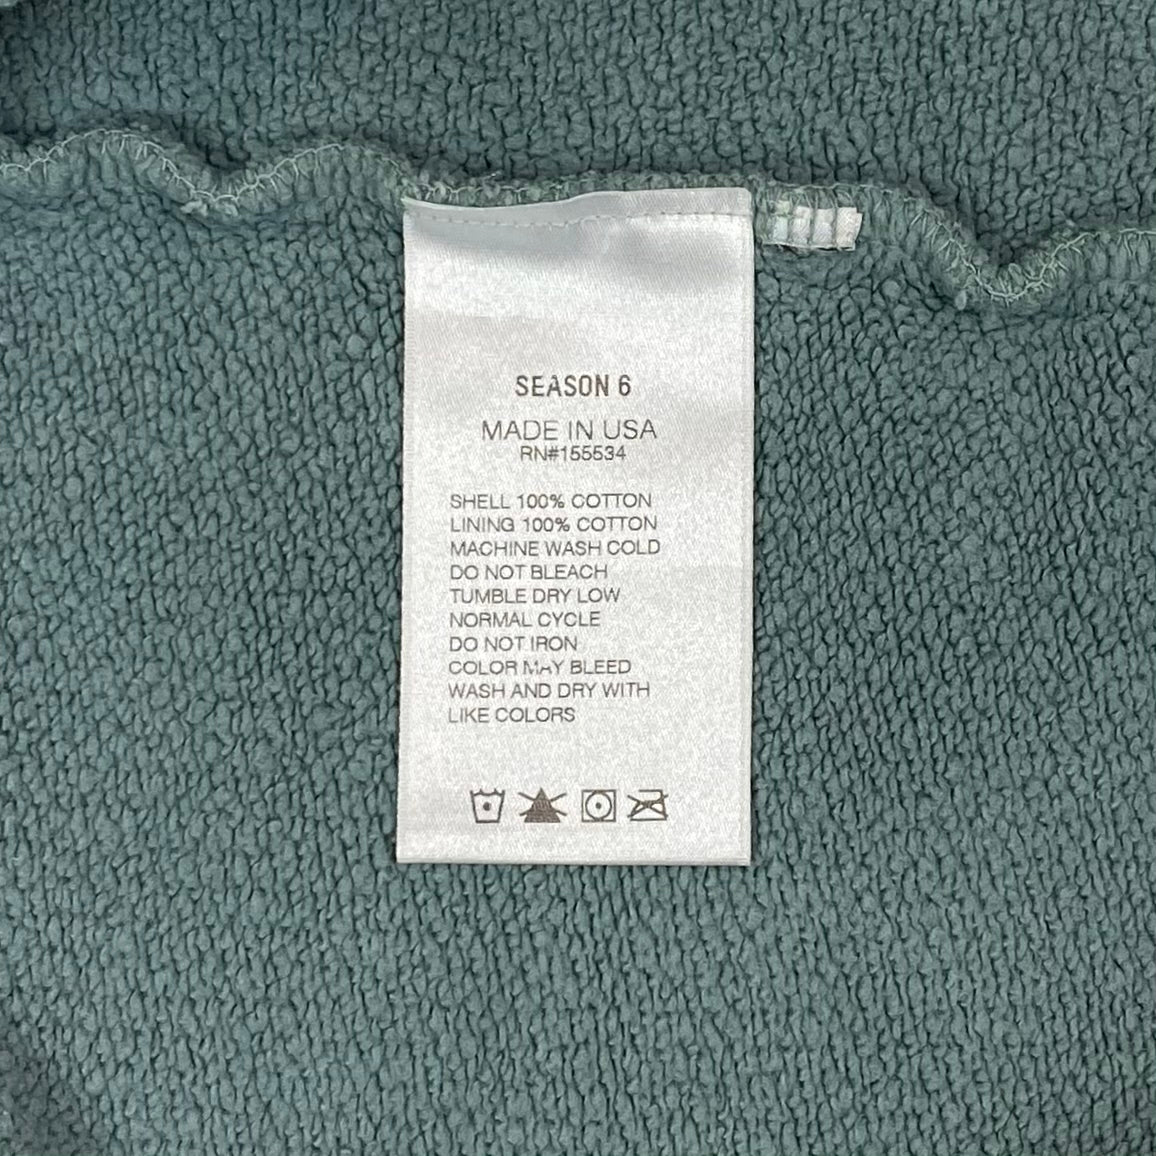 SEASON 6
MADE IN USA
RN#155534
SHELL 100% COTTON
LINING 100% COTTON
MACHINE WASH COLD
DO NOT BLEACH
TUMBLE DRY LOW
NORMAL CYCLE
DO NOT IRON
COLOR MAY BLEED
WASH AND DRY WITH
LIKE COLORS